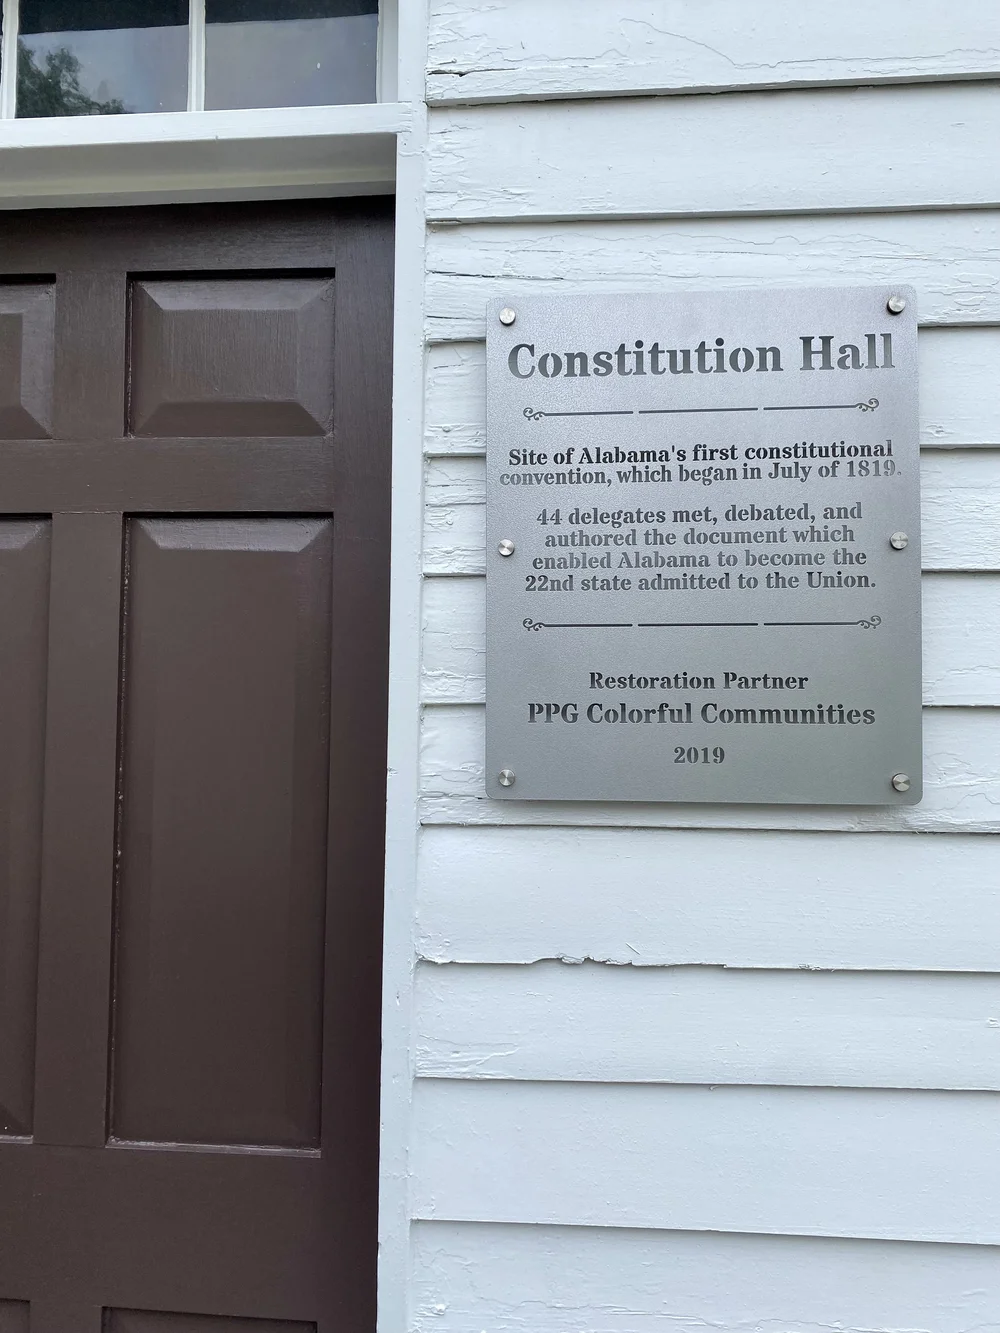 Constitution Hall
Site of Alabama's first constitutional
convention, which began in July of 1819.
44 delegates met, debated, and
authored the document which
enabled Alabama to become the
22nd state admitted to the Union.
Restoration Partner
PPG Colorful Communities
2019